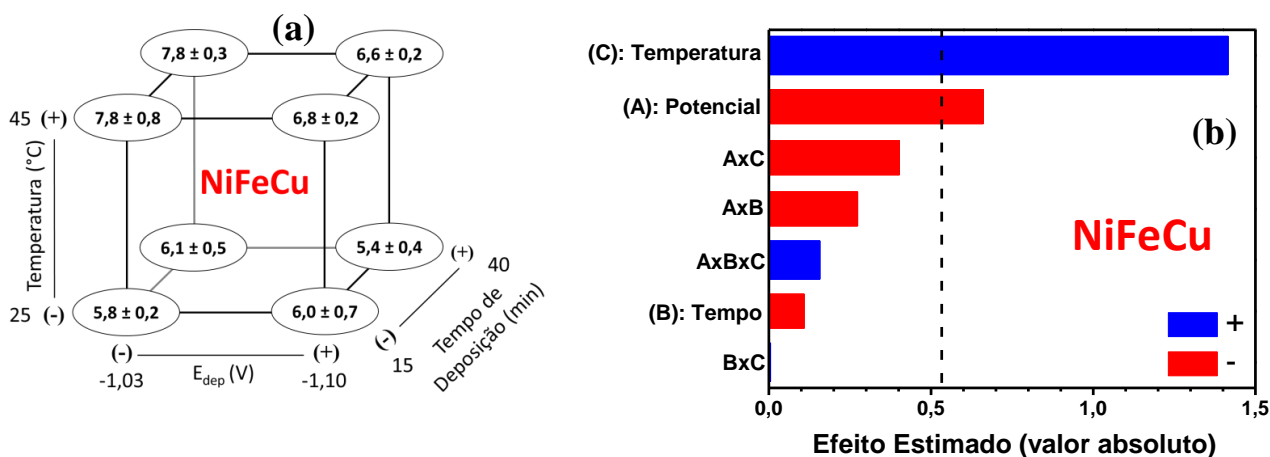 (a)
7,8 ± 0,3
6,6 ± 0,2
45 (+)
7,8 ± 0,8
6,8 ± 0,2
Temperatura (°C)
NiFeCu
6,1 ± 0,5
5,4 ± 0,4
(+)
40
25 (-)
5,8 ± 0,2
6,0 ± 0,7
(-)
15
Tempo de
Deposição (min)
(-)
(+)
-1,03
E_dep (V)
-1,10
(b)
(C): Temperatura
(A): Potencial
AxC
AxB
AxBxC
(B): Tempo
BxC
NiFeCu
+
-
0,0
0,5
1,0
1,5
Efeito Estimado (valor absoluto)